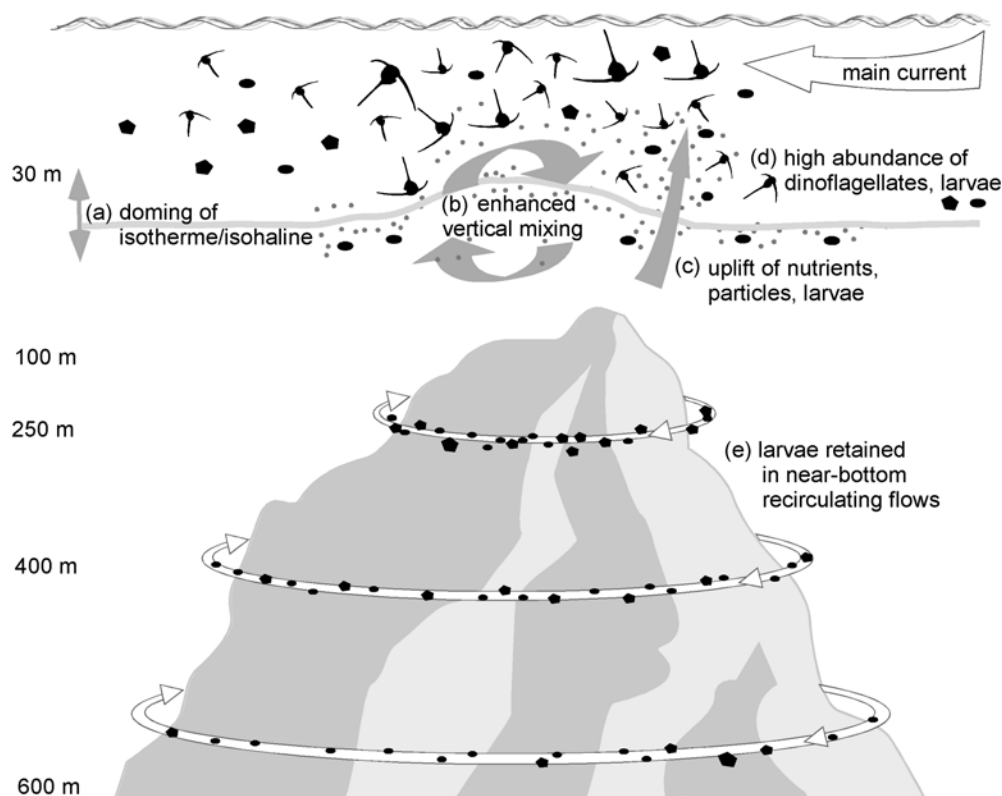 main current
30 m
(d) high abundance of
dinoflagellates, larvae
(a) doming of
isotherme/isohaline
(b) enhanced
vertical mixing
(c) uplift of nutrients,
particles, larvae
100 m
250 m
(e) larvae retained
in near-bottom
recirculating flows
400 m
600 m